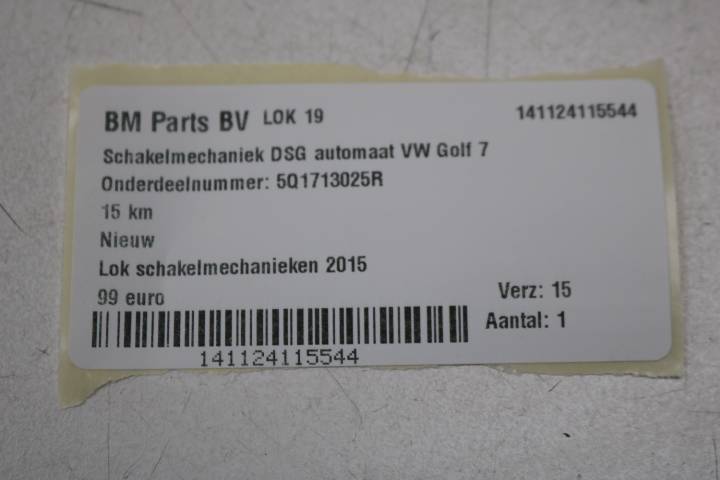 BM Parts BV LOK 19 141124115544
Schakelmechaniek DSG automaat VW Golf 7
Onderdeelnummer: 5Q1713025R
15 km
Nieuw
Lok schakelmechanieken 2015
99 euro Verz: 15
Aantal: 1
141124115544